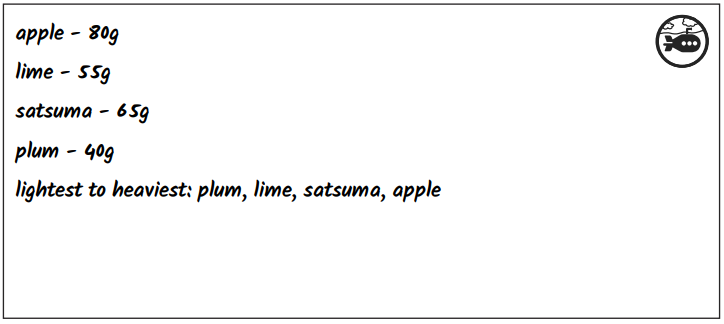 apple - 80g
lime - 55g
satsuma - 65g
plum - 40g
lightest to heaviest: plum, lime, satsuma, apple